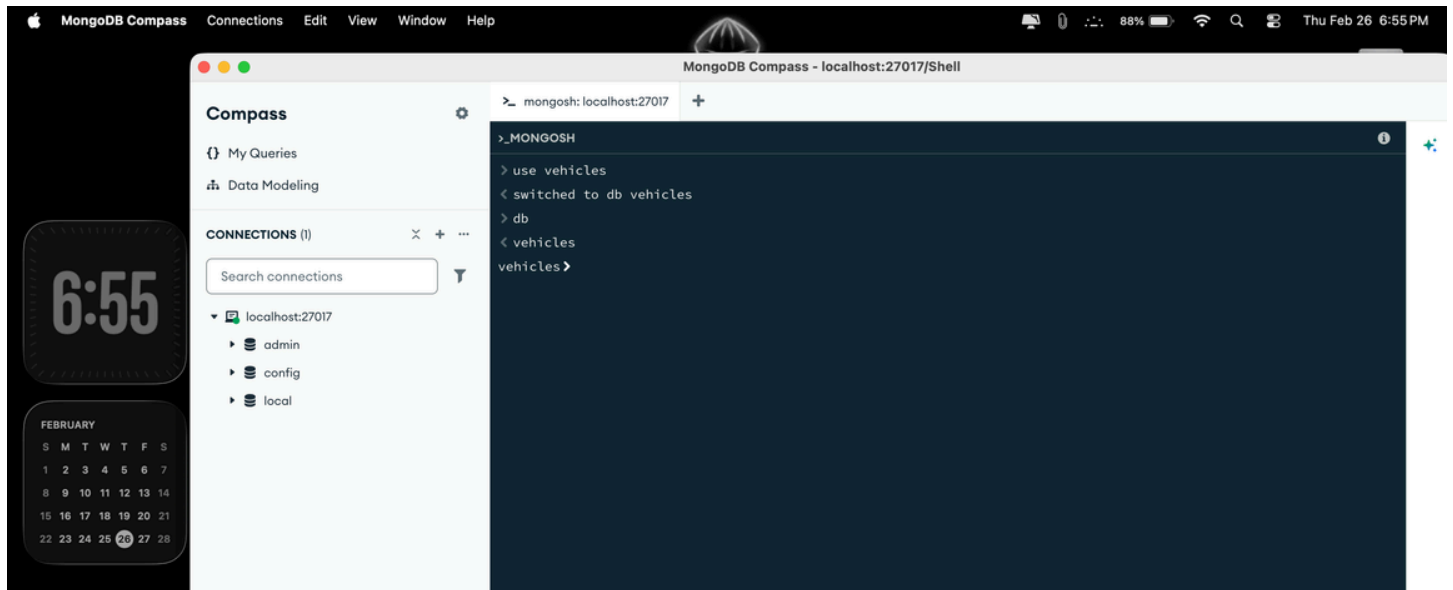 MongoDB Compass Connections Edit View Window Help 88% Thu Feb 26 6:55 PM
MongoDB Compass - localhost:27017/Shell
Compass
{} My Queries
Data Modeling
CONNECTIONS (1)
Search connections
localhost:27017
admin
config
local
>_ mongosh: localhost:27017 +
>_MONGOSH
> use vehicles
< switched to db vehicles
> db
< vehicles
vehicles>
6:55
FEBRUARY
S M T W T F S
1 2 3 4 5 6 7
8 9 10 11 12 13 14
15 16 17 18 19 20 21
22 23 24 25 26 27 28